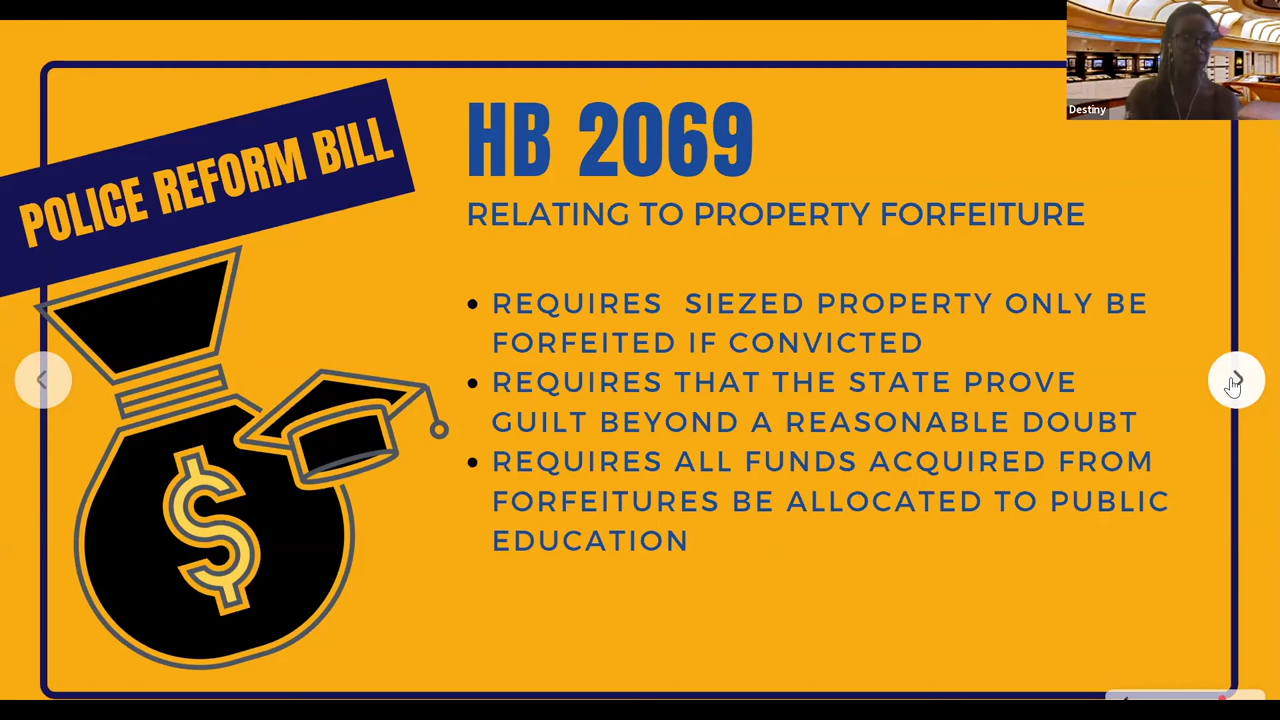 Destiny
POLICE REFORM BILL
HB 2069
RELATING TO PROPERTY FORFEITURE
REQUIRES SIEZED PROPERTY ONLY BE
FORFEITED IF CONVICTED
REQUIRES THAT THE STATE PROVE
GUILT BEYOND A REASONABLE DOUBT
REQUIRES ALL FUNDS ACQUIRED FROM
FORFEITURES BE ALLOCATED TO PUBLIC
EDUCATION
$